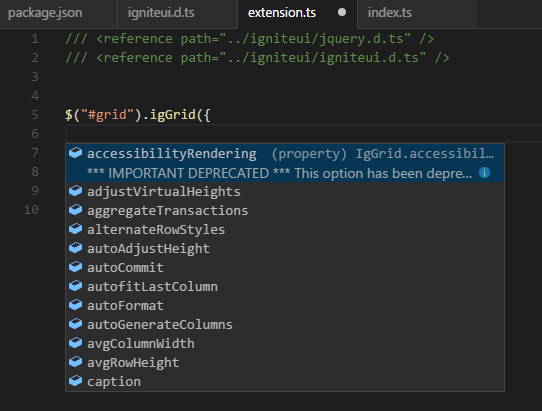 package.json igniteui.d.ts extension.ts index.ts
1 /// <reference path="../igniteui/jquery.d.ts" />
2 /// <reference path="../igniteui/igniteui.d.ts" />
3
4
5 $("#grid").igGrid({
6
7 accessibilityRendering (property) IgGrid.accessibil…
8 *** IMPORTANT DEPRECATED *** This option has been depre…
9 adjustVirtualHeights
10 aggregateTransactions
alternateRowStyles
autoAdjustHeight
autoCommit
autofitLastColumn
autoFormat
autoGenerateColumns
avgColumnWidth
avgRowHeight
caption